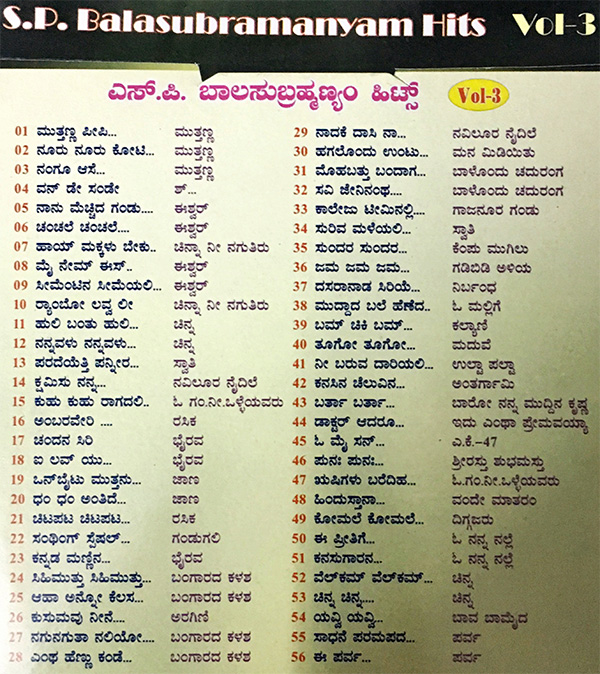 S.P. Balasubramanyam Hits Vol-3
ಎಸ್.ಪಿ. ಬಾಲಸುಬ್ರಹ್ಮಣ್ಯಂ ಹಿಟ್ಸ್ Vol-3
01 ಮುತ್ತಣ್ಣ ಪೀಪಿ... ಮುತ್ತಣ್ಣ
02 ನೂರು ನೂರು ಕೋಟಿ... ಮುತ್ತಣ್ಣ
03 ನಂಗೂ ಆಸೆ... ಮುತ್ತಣ್ಣ
04 ವನ್ ಡೇ ಸಂಡೇ ಶ್...
05 ನಾನು ಮೆಚ್ಚಿದ ಗಂಡು.... ಈಶ್ವರ್
06 ಚಂಚಲೆ ಚಂಚಲೆ.... ಈಶ್ವರ್
07 ಹಾಯ್ ಮಕ್ಕಳು ಬೇಕು.. ಚಿನ್ನಾ ನೀ ನಗುತಿರು
08 ಮೈ ನೇಮ್ ಈಸ್.. ಈಶ್ವರ್
09 ಸೀಮೆಂಟಿನ ಸೀಮೆಯಲಿ... ಈಶ್ವರ್
10 ರ‍್ಯಾಂಬೋ ಲವ್ವ ಲೀ ಚಿನ್ನಾ ನೀ ನಗುತಿರು
11 ಹುಲಿ ಬಂತು ಹುಲಿ... ಚಿನ್ನ
12 ನನ್ನವಳು ನನ್ನವಳು... ಚಿನ್ನ
13 ಪರದೆಯೆತ್ತಿ ಪನ್ನೀರ... ಸ್ವಾತಿ
14 ಕ್ಷಮಿಸು ನನ್ನ... ನವಿಲೂರ ನೈದಿಲೆ
15 ಕುಹು ಕುಹು ರಾಗದಲಿ.. ಓ ಗಂ.ನೀ.ಒಳ್ಳೆಯವರು
16 ಅಂಬರವೇರಿ .... ರಸಿಕ
17 ಚಂದನ ಸಿರಿ ಭೈರವ
18 ಐ ಲವ್ ಯು... ಭೈರವ
19 ಒನ್‌ಬೈಟು ಮುತ್ತನು... ಜಾಣ
20 ಧಂ ಧಂ ಅಂತಿದೆ... ಜಾಣ
21 ಚಿಟಪಟ ಚಿಟಪಟ... ರಸಿಕ
22 ಸಂಥಿಂಗ್ ಸ್ಪೆಷಲ್... ಗಂಡುಗಲಿ
23 ಕನ್ನಡ ಮಣ್ಣಿನ... ಭೈರವ
24 ಸಿಹಿಮುತ್ತು ಸಿಹಿಮುತ್ತು... ಬಂಗಾರದ ಕಳಶ
25 ಆಹಾ ಅನ್ನೋ ಕೆಲಸ... ಬಂಗಾರದ ಕಳಶ
26 ಕುಸುಮವು ನೀನೆ.... ಅರಗಿಣಿ
27 ನಗುನಗುತಾ ನಲಿಯೋ.... ಬಂಗಾರದ ಕಳಶ
28 ಎಂಥ ಹೆಣ್ಣು ಕಂಡೆ... ಬಂಗಾರದ ಕಳಶ
29 ನಾದಕೆ ದಾಸಿ ನಾ... ನವಿಲೂರ ನೈದಿಲೆ
30 ಹಗಲೊಂದು ಉಂಟು... ಮನ ಮಿಡಿಯಿತು
31 ಮೊಹಬತ್ತು ಬಂದಾಗ... ಬಾಳೊಂದು ಚದುರಂಗ
32 ಸವಿ ಜೇನಿನಂಥ.... ಬಾಳೊಂದು ಚದುರಂಗ
33 ಕಾಲೇಜು ಟೀಮಿನಲ್ಲಿ.... ಗಾಜನೂರ ಗಂಡು
34 ಸುರಿವ ಮಳೆಯಲಿ... ಸ್ವಾತಿ
35 ಸುಂದರ ಸುಂದರ... ಕೆಂಪು ಮುಗಿಲು
36 ಜಮ ಜಮ ಜಮ... ಗಡಿಬಿಡಿ ಅಳಿಯ
37 ದಸರಾನಾಡ ಸಿರಿಯೆ... ನಿರ್ಬಂಧ
38 ಮುದ್ದಾದ ಬಲೆ ಹೆಣೆದ.. ಓ ಮಲ್ಲಿಗೆ
39 ಬಮ್ ಚಿಕಿ ಬಮ್... ಕಲ್ಯಾಣಿ
40 ತೂಗೋ ತೂಗೋ... ಮದುವೆ
41 ನೀ ಬರುವ ದಾರಿಯಲಿ... ಉಲ್ಟಾ ಪಲ್ಟಾ
42 ಕನಸಿನ ಚೆಲುವಿನ... ಅಂತರ್ಗಾಮಿ
43 ಬರ್ತಾ ಬರ್ತಾ... ಬಾರೋ ನನ್ನ ಮುದ್ದಿನ ಕೃಷ್ಣ
44 ಡಾಕ್ಟರ್ ಆದರೂ... ಇದು ಎಂಥಾ ಪ್ರೇಮವಯ್ಯಾ
45 ಓ ಮೈ ಸನ್... ಎ.ಕೆ.-47
46 ಪುನಃ ಪುನಃ... ಶ್ರೀರಸ್ತು ಶುಭಮಸ್ತು
47 ಋಷಿಗಳು ಬರೆದಿಹ... ಓ.ಗಂ.ನೀ.ಒಳ್ಳೆಯವರು
48 ಹಿಂದುಸ್ತಾನಾ... ವಂದೇ ಮಾತರಂ
49 ಕೋಮಲೆ ಕೋಮಲೆ... ದಿಗ್ಗಜರು
50 ಈ ಪ್ರೀತಿಗೆ... ಓ ನನ್ನ ನಲ್ಲೆ
51 ಕನಸುಗಾರನ... ಓ ನನ್ನ ನಲ್ಲೆ
52 ವೆಲ್‌ಕಮ್ ವೆಲ್‌ಕಮ್... ಚಿನ್ನ
53 ಚಿನ್ನ ಚಿನ್ನ.... ಚಿನ್ನ
54 ಯವ್ವಿ ಯವ್ವಿ... ಬಾವ ಬಾಮೈದ
55 ಸಾಧನೆ ಪರಮಪದ... ಪರ್ವ
56 ಈ ಪರ್ವ... ಪರ್ವ